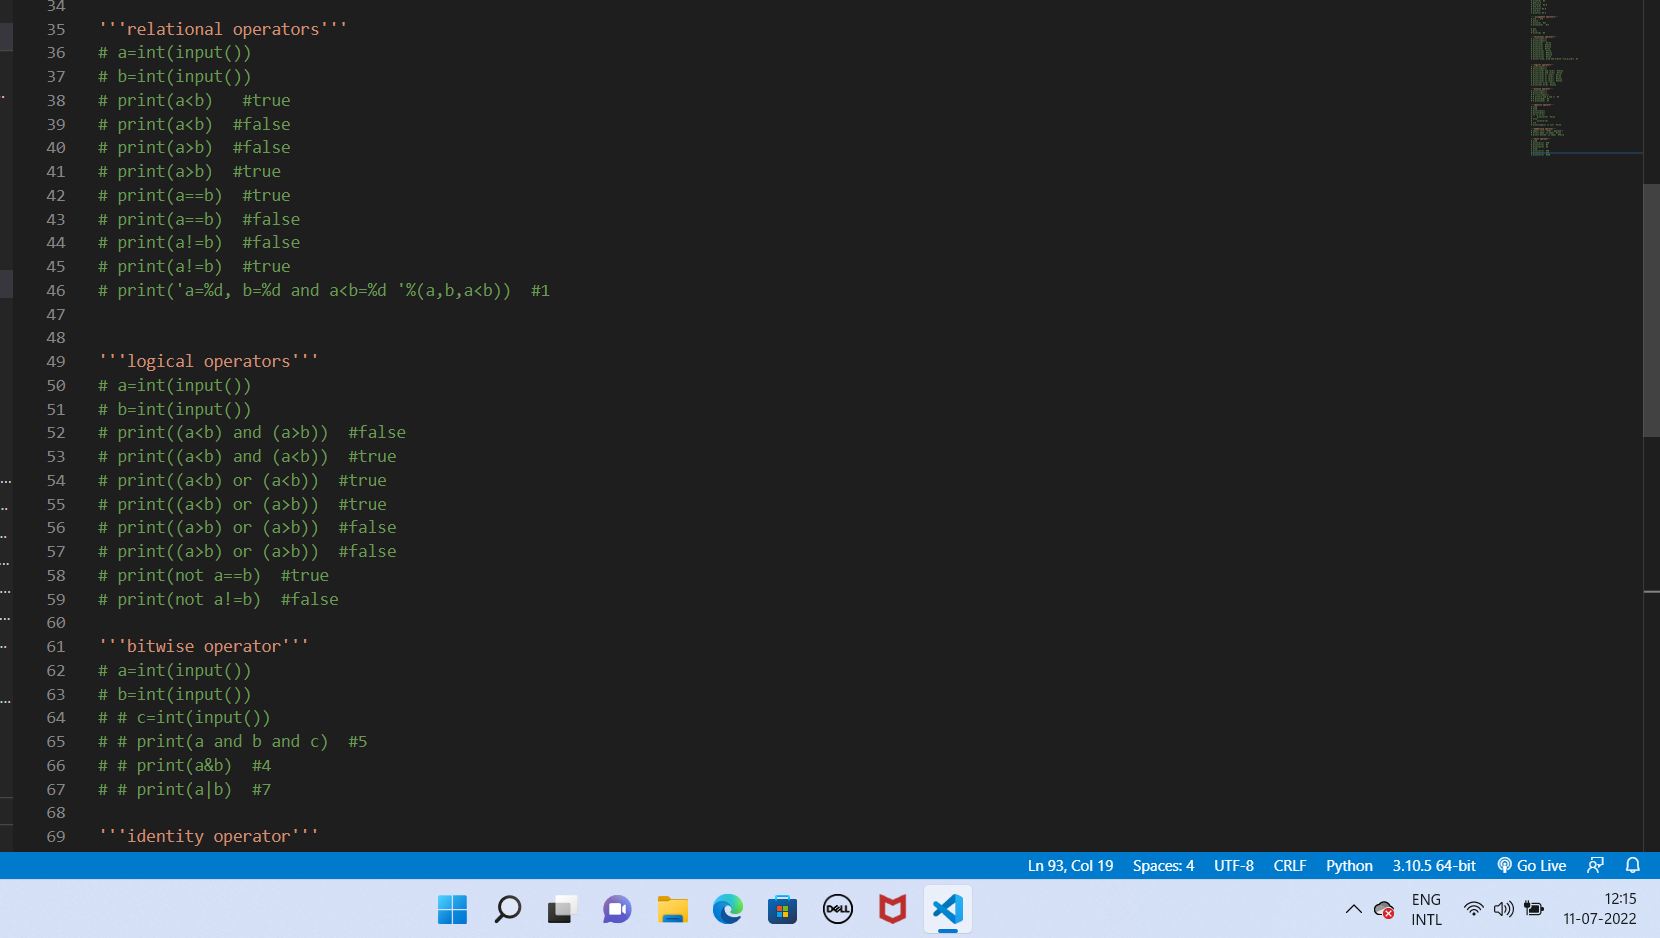 34
35 '''relational operators'''
36 # a=int(input())
37 # b=int(input())
38 # print(a<b)   #true
39 # print(a<b)  #false
40 # print(a>b)  #false
41 # print(a>b)  #true
42 # print(a==b)  #true
43 # print(a==b)  #false
44 # print(a!=b)  #false
45 # print(a!=b)  #true
46 # print('a=%d, b=%d and a<b=%d '%(a,b,a<b))  #1
47
48
49 '''logical operators'''
50 # a=int(input())
51 # b=int(input())
52 # print((a<b) and (a>b))  #false
53 # print((a<b) and (a<b))  #true
54 # print((a<b) or (a<b))  #true
55 # print((a<b) or (a>b))  #true
56 # print((a>b) or (a>b))  #false
57 # print((a>b) or (a>b))  #false
58 # print(not a==b)  #true
59 # print(not a!=b)  #false
60
61 '''bitwise operator'''
62 # a=int(input())
63 # b=int(input())
64 # # c=int(input())
65 # # print(a and b and c)  #5
66 # # print(a&b)  #4
67 # # print(a|b)  #7
68
69 '''identity operator'''
Ln 93, Col 19 Spaces: 4 UTF-8 CRLF Python 3.10.5 64-bit Go Live
DELL
ENG
INTL
12:15
11-07-2022